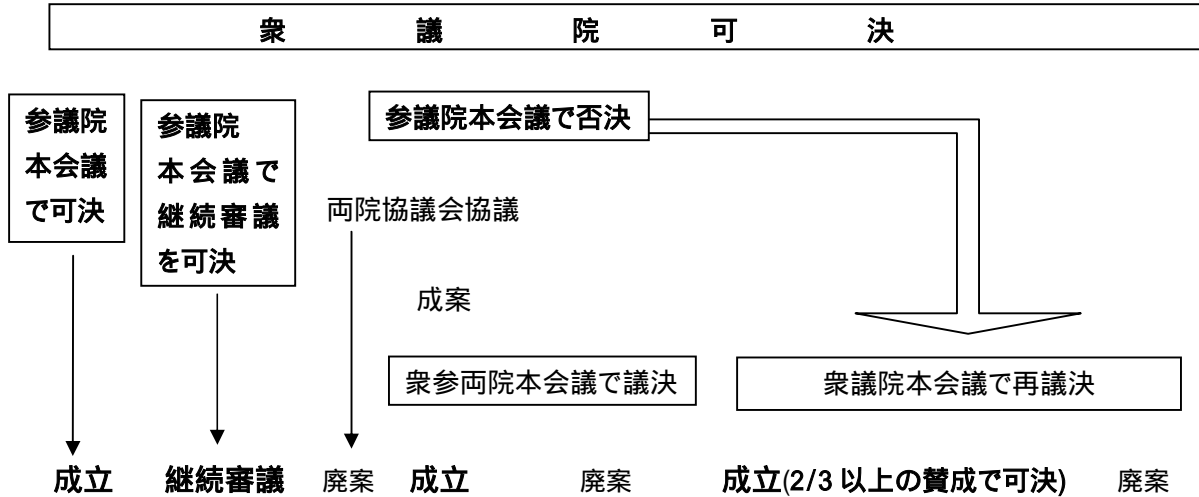 衆議院可決
参議院
本会議
で可決
参議院
本会議で
継続審議
を可決
参議院本会議で否決
両院協議会協議
成案
衆参両院本会議で議決
衆議院本会議で再議決
成立 継続審議 廃案 成立 廃案 成立(2/3 以上の賛成で可決) 廃案